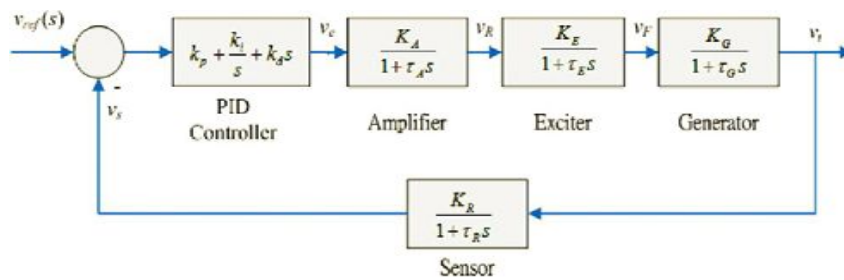 v_ref(s)
k_p + k_i/s + k_d s
v_c
K_A / 1+τ_A s
v_R
K_E / 1+τ_E s
v_F
K_G / 1+τ_G s
v_t
-
v_s
PID
Controller
Amplifier
Exciter
Generator
K_R / 1+τ_R s
Sensor